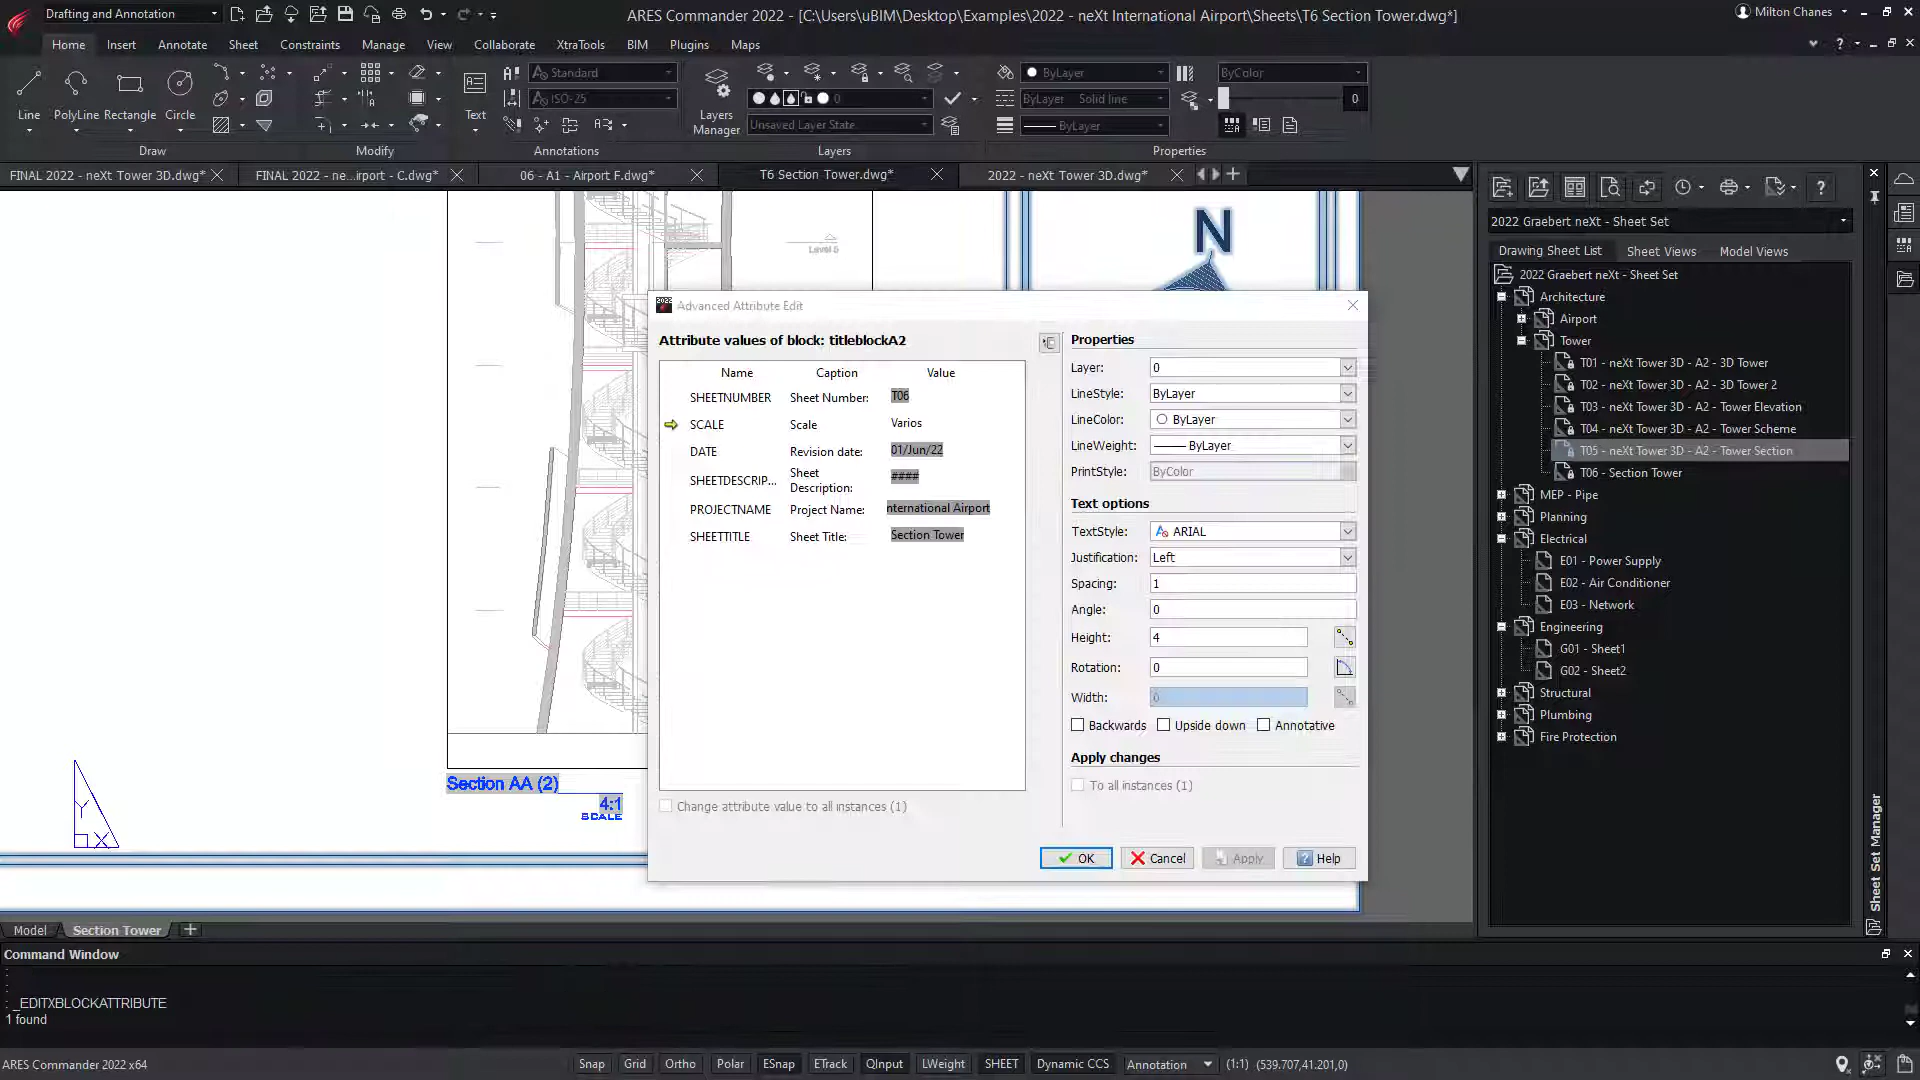 Drafting and Annotation
ARES Commander 2022 - [C:\Users\uBIM\Desktop\Examples\2022 - neXt International Airport\Sheets\T6 Section Tower.dwg*]
Milton Chanes
Home Insert Annotate Sheet Constraints Manage View Collaborate XtraTools BIM Plugins Maps
Standard
ISO-25
Line PolyLine Rectangle Circle
Text
Layers
Manager
0
Unsaved Layer State
ByLayer
ByLayer Solid line
ByLayer
ByColor
0
Draw Modify Annotations Layers Properties
FINAL 2022 - neXt Tower 3D.dwg* FINAL 2022 - ne...irport - C.dwg* 06 - A1 - Airport F.dwg* T6 Section Tower.dwg* 2022 - neXt Tower 3D.dwg*
2022 Graebert neXt - Sheet Set
Drawing Sheet List Sheet Views Model Views
2022 Graebert neXt - Sheet Set
Architecture
Airport
Tower
T01 - neXt Tower 3D - A2 - 3D Tower
T02 - neXt Tower 3D - A2 - 3D Tower 2
T03 - neXt Tower 3D - A2 - Tower Elevation
T04 - neXt Tower 3D - A2 - Tower Scheme
T05 - neXt Tower 3D - A2 - Tower Section
T06 - Section Tower
MEP - Pipe
Planning
Electrical
E01 - Power Supply
E02 - Air Conditioner
E03 - Network
Engineering
G01 - Sheet1
G02 - Sheet2
Structural
Plumbing
Fire Protection
Sheet Set Manager
N
Level 5
Advanced Attribute Edit
Attribute values of block: titleblockA2
Name Caption Value
SHEETNUMBER Sheet Number: T06
SCALE Scale Varios
DATE Revision date: 01/Jun/22
SHEETDESCRIP... Sheet Description: ####
PROJECTNAME Project Name: nternational Airport
SHEETTITLE Sheet Title: Section Tower
Change attribute value to all instances (1)
Properties
Layer: 0
LineStyle: ByLayer
LineColor: ByLayer
LineWeight: ByLayer
PrintStyle: ByColor
Text options
TextStyle: ARIAL
Justification: Left
Spacing: 1
Angle: 0
Height: 4
Rotation: 0
Width: 0
Backwards Upside down Annotative
Apply changes
To all instances (1)
OK Cancel Apply Help
Section AA (2)
4:1
SCALE
Y
X
Model Section Tower
Command Window
:
:
: _EDITXBLOCKATTRIBUTE
1 found
ARES Commander 2022 x64
Snap Grid Ortho Polar ESnap ETrack QInput LWeight SHEET Dynamic CCS Annotation (1:1) (539.707,41.201,0)